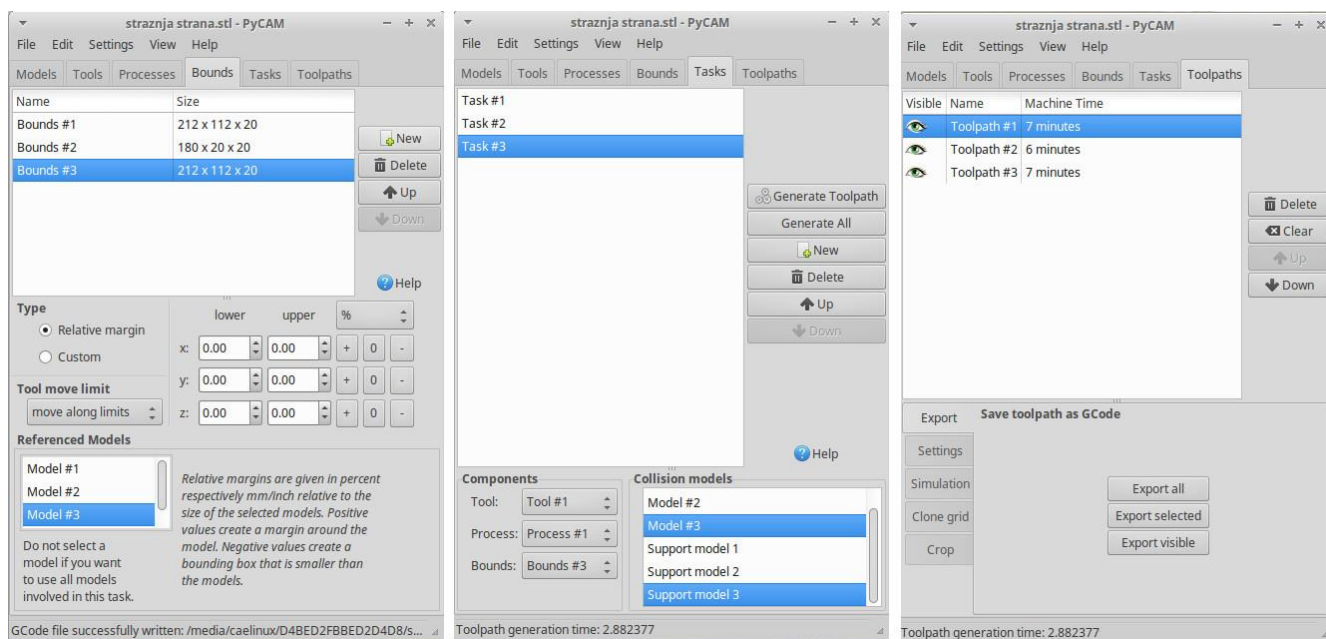 straznja strana.stl - PyCAM
File Edit Settings View Help
Models Tools Processes Bounds Tasks Toolpaths
Name Size
Bounds #1 212 x 112 x 20
Bounds #2 180 x 20 x 20
Bounds #3 212 x 112 x 20
New
Delete
Up
Down
Help
Type
Relative margin
Custom
Tool move limit
move along limits
lower upper %
x: 0.00 0.00 + 0 -
y: 0.00 0.00 + 0 -
z: 0.00 0.00 + 0 -
Referenced Models
Model #1
Model #2
Model #3
Do not select a
model if you want
to use all models
involved in this task.
Relative margins are given in percent
respectively mm/inch relative to the
size of the selected models. Positive
values create a margin around the
model. Negative values create a
bounding box that is smaller than
the models.
GCode file successfully written: /media/caelinux/D4BED2FBBED2D4D8/s...
straznja strana.stl - PyCAM
File Edit Settings View Help
Models Tools Processes Bounds Tasks Toolpaths
Task #1
Task #2
Task #3
Generate Toolpath
Generate All
New
Delete
Up
Down
Help
Components
Tool: Tool #1
Process: Process #1
Bounds: Bounds #3
Collision models
Model #2
Model #3
Support model 1
Support model 2
Support model 3
Toolpath generation time: 2.882377
straznja strana.stl - PyCAM
File Edit Settings View Help
Models Tools Processes Bounds Tasks Toolpaths
Visible Name Machine Time
Toolpath #1 7 minutes
Toolpath #2 6 minutes
Toolpath #3 7 minutes
Delete
Clear
Up
Down
Export
Settings
Simulation
Clone grid
Crop
Save toolpath as GCode
Export all
Export selected
Export visible
Toolpath generation time: 2.882377